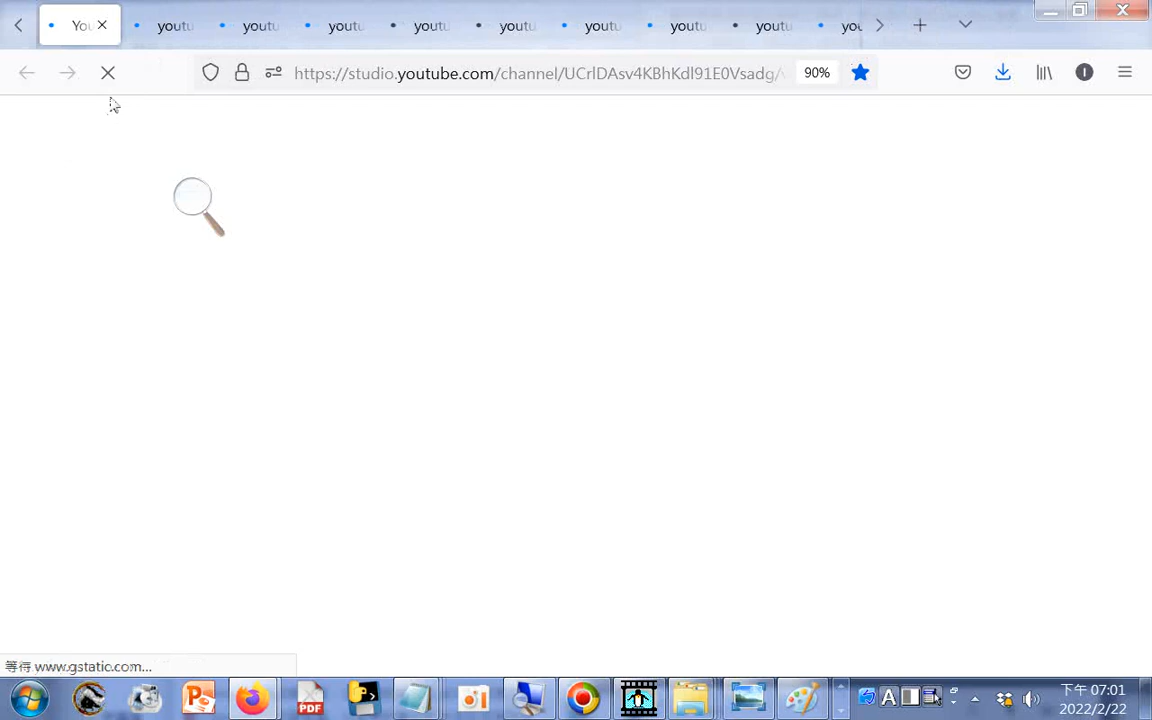 You
youtu
youtu
youtu
youtu
youtu
youtu
youtu
youtu
you
https://studio.youtube.com/channel/UCrlDAsv4KBhKdl91E0Vsadg/
90%
I
等待 www.gstatic.com...
PDF
A
下午 07:01
2022/2/22